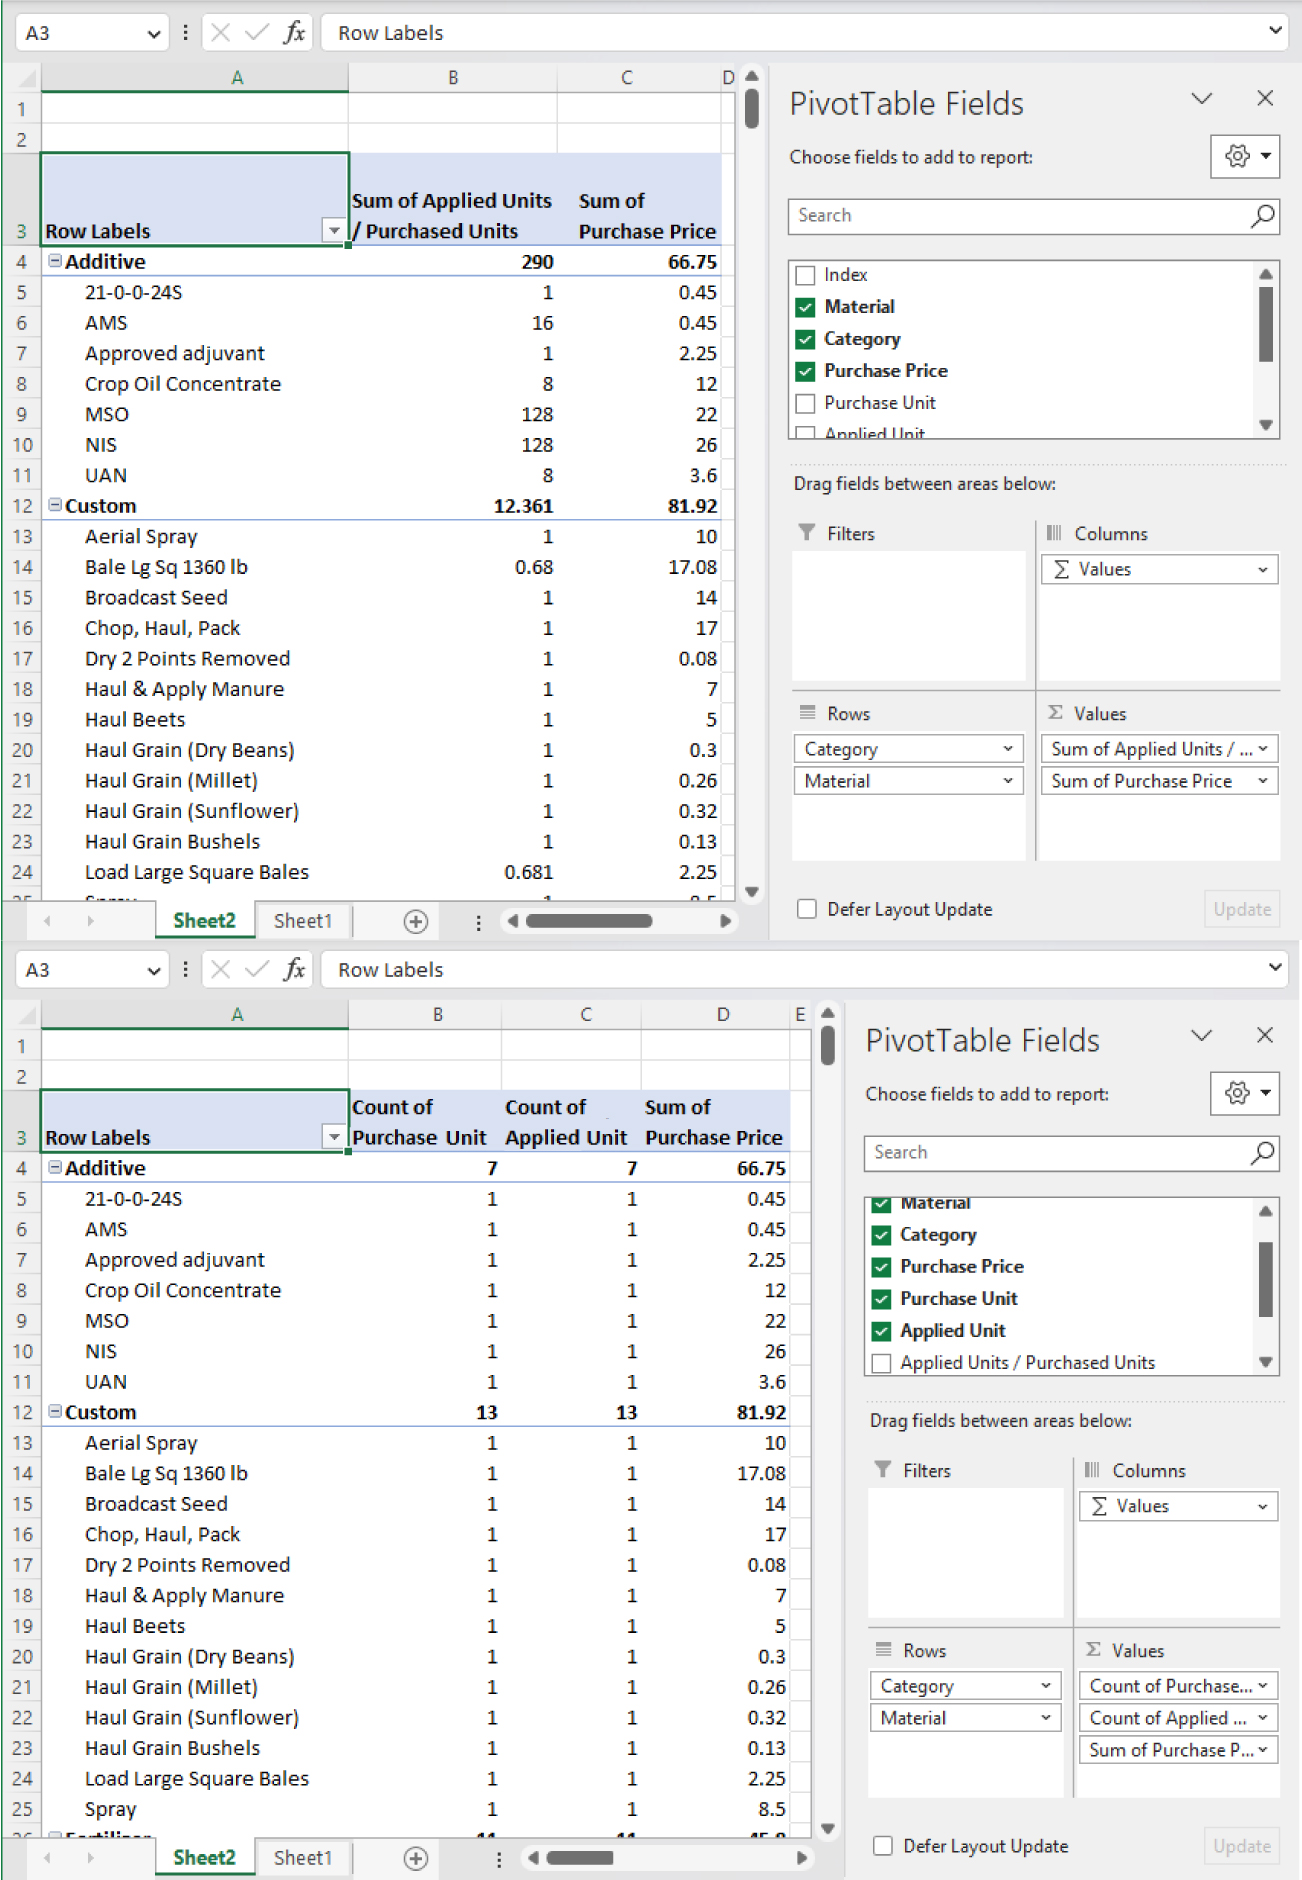 A3 fx Row Labels
A B C D
1
2
Sum of Applied Units Sum of
3 Row Labels / Purchased Units Purchase Price
4 Additive 290 66.75
5 21-0-0-24S 1 0.45
6 AMS 16 0.45
7 Approved adjuvant 1 2.25
8 Crop Oil Concentrate 8 12
9 MSO 128 22
10 NIS 128 26
11 UAN 8 3.6
12 Custom 12.361 81.92
13 Aerial Spray 1 10
14 Bale Lg Sq 1360 lb 0.68 17.08
15 Broadcast Seed 1 14
16 Chop, Haul, Pack 1 17
17 Dry 2 Points Removed 1 0.08
18 Haul & Apply Manure 1 7
19 Haul Beets 1 5
20 Haul Grain (Dry Beans) 1 0.3
21 Haul Grain (Millet) 1 0.26
22 Haul Grain (Sunflower) 1 0.32
23 Haul Grain Bushels 1 0.13
24 Load Large Square Bales 0.681 2.25
25 Spray 1 8.5
Sheet2 Sheet1
PivotTable Fields
Choose fields to add to report:
Search
Index
Material
Category
Purchase Price
Purchase Unit
Applied Unit
Drag fields between areas below:
Filters Columns
Σ Values
Rows Σ Values
Category Sum of Applied Units / ...
Material Sum of Purchase Price
Defer Layout Update Update
A3 fx Row Labels
A B C D E
1
2
Count of Count of Sum of
3 Row Labels Purchase Unit Applied Unit Purchase Price
4 Additive 7 7 66.75
5 21-0-0-24S 1 1 0.45
6 AMS 1 1 0.45
7 Approved adjuvant 1 1 2.25
8 Crop Oil Concentrate 1 1 12
9 MSO 1 1 22
10 NIS 1 1 26
11 UAN 1 1 3.6
12 Custom 13 13 81.92
13 Aerial Spray 1 1 10
14 Bale Lg Sq 1360 lb 1 1 17.08
15 Broadcast Seed 1 1 14
16 Chop, Haul, Pack 1 1 17
17 Dry 2 Points Removed 1 1 0.08
18 Haul & Apply Manure 1 1 7
19 Haul Beets 1 1 5
20 Haul Grain (Dry Beans) 1 1 0.3
21 Haul Grain (Millet) 1 1 0.26
22 Haul Grain (Sunflower) 1 1 0.32
23 Haul Grain Bushels 1 1 0.13
24 Load Large Square Bales 1 1 2.25
25 Spray 1 1 8.5
26 Fertilizer 11 11
Sheet2 Sheet1
PivotTable Fields
Choose fields to add to report:
Search
Material
Category
Purchase Price
Purchase Unit
Applied Unit
Applied Units / Purchased Units
Drag fields between areas below:
Filters Columns
Σ Values
Rows Σ Values
Category Count of Purchase...
Material Count of Applied ...
Sum of Purchase P...
Defer Layout Update Update